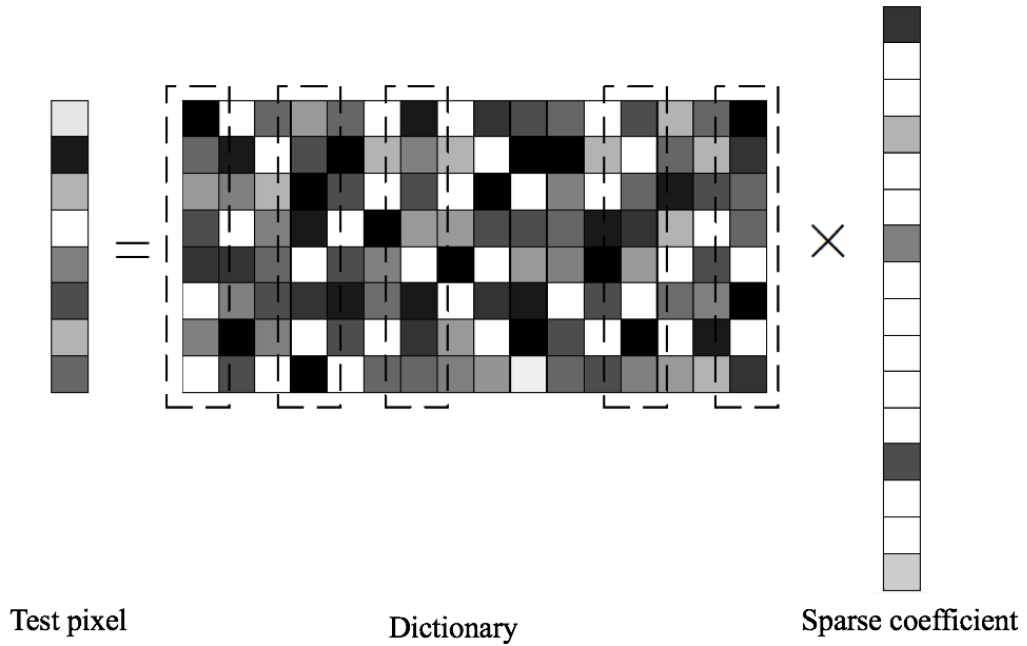 =
×
Test pixel
Dictionary
Sparse coefficient